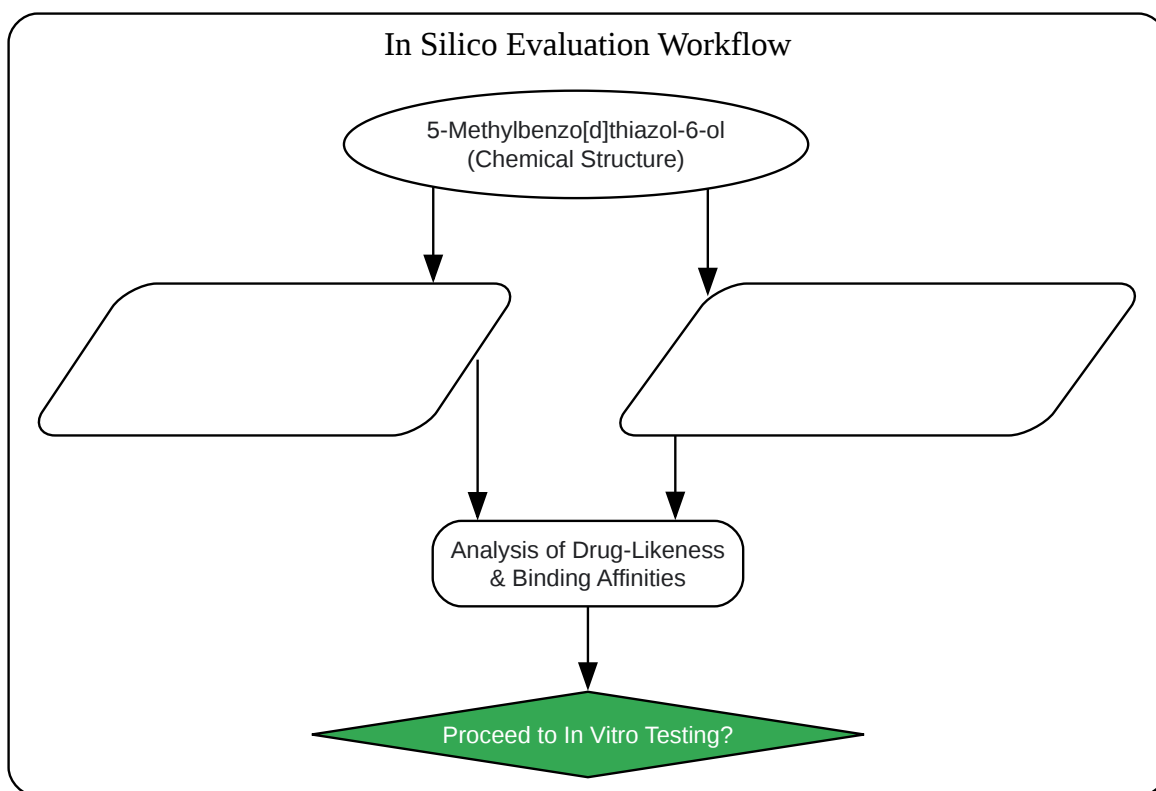 In Silico Evaluation Workflow
5-Methylbenzo[d]thiazol-6-ol
(Chemical Structure)
Analysis of Drug-Likeness
& Binding Affinities
Proceed to In Vitro Testing?